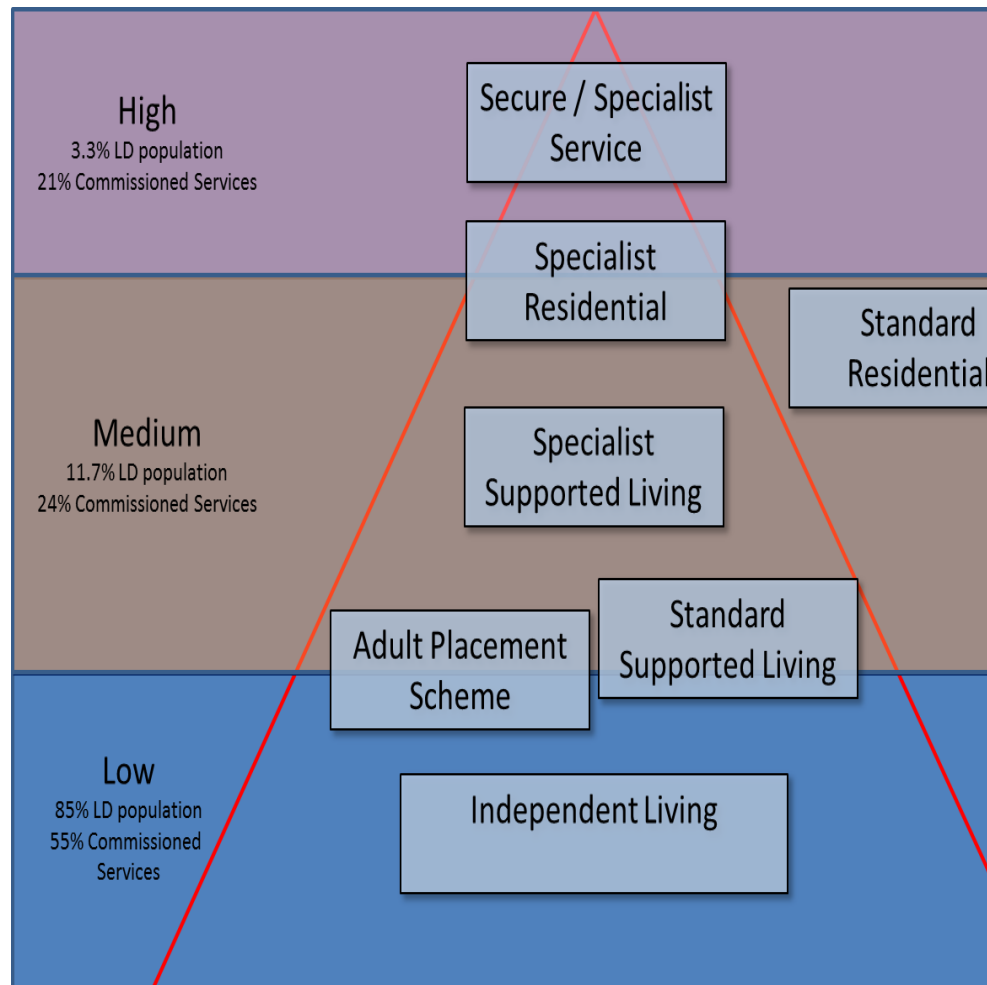 High
3.3% LD population
21% Commissioned Services
Secure / Specialist
Service
Specialist
Residential
Standard
Residential
Medium
11.7% LD population
24% Commissioned Services
Specialist
Supported Living
Standard
Supported Living
Adult Placement
Scheme
Low
85% LD population
55% Commissioned
Services
Independent Living